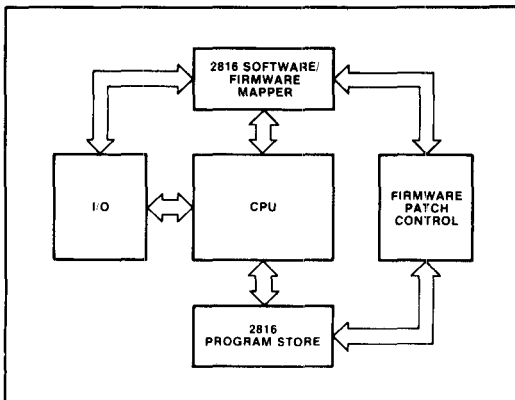 2816 SOFTWARE/
FIRMWARE
MAPPER
I/O
CPU
FIRMWARE
PATCH
CONTROL
2816
PROGRAM STORE